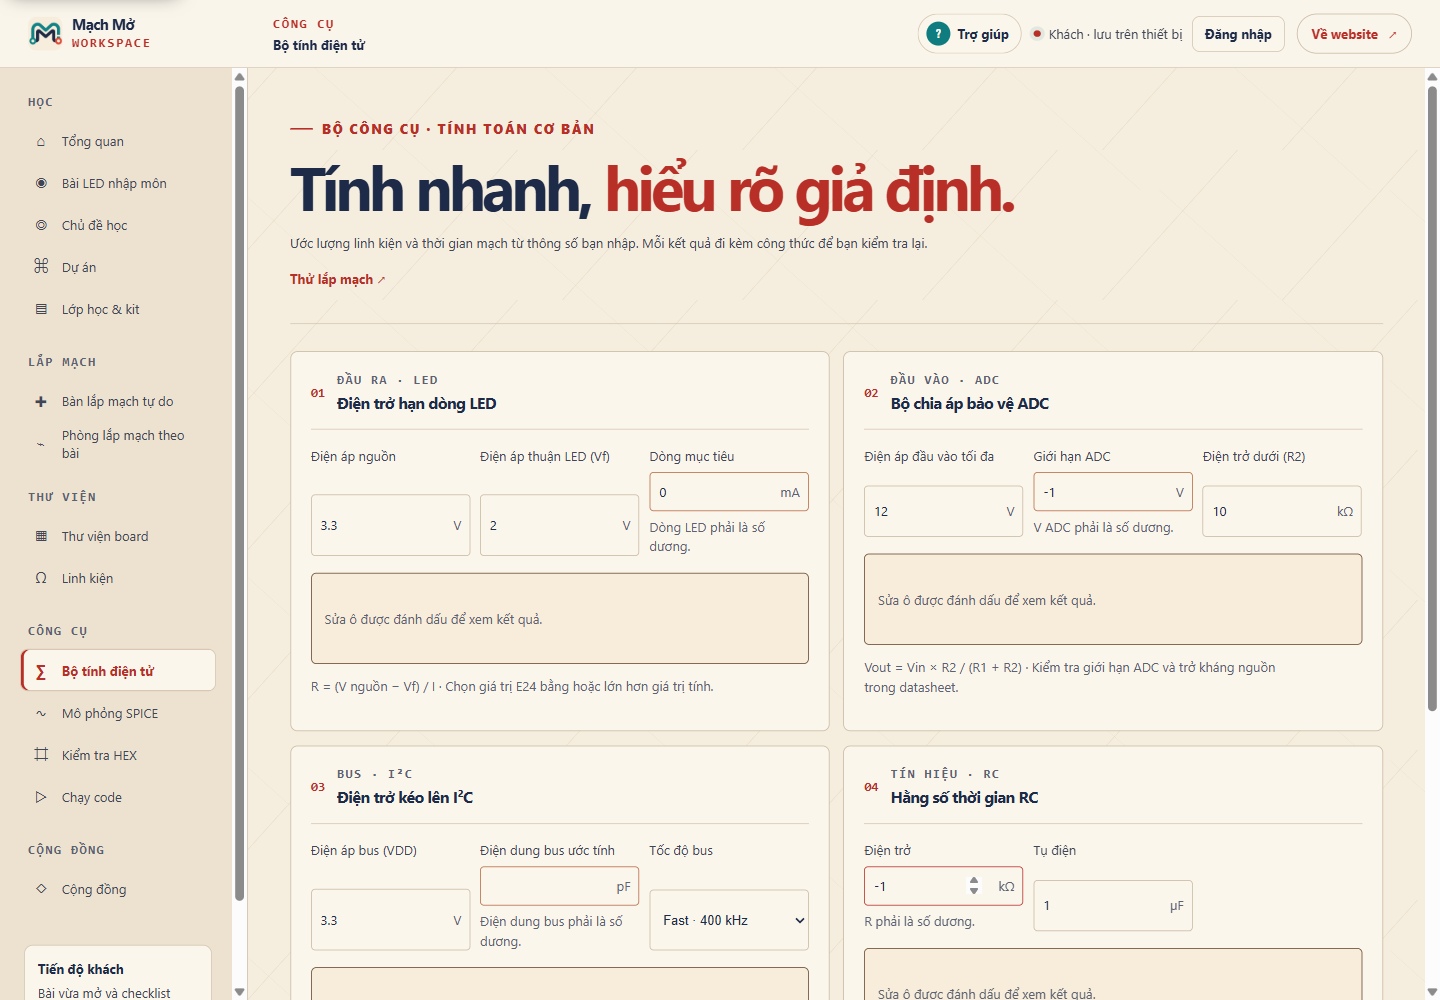 Mạch Mở
WORKSPACE
CÔNG CỤ
Bộ tính điện tử
? Trợ giúp
Khách · lưu trên thiết bị
Đăng nhập
Về website ↗
HỌC
Tổng quan
Bài LED nhập môn
Chủ đề học
Dự án
Lớp học & kit
LẮP MẠCH
Bàn lắp mạch tự do
Phòng lắp mạch theo
bài
THƯ VIỆN
Thư viện board
Linh kiện
CÔNG CỤ
Bộ tính điện tử
Mô phỏng SPICE
Kiểm tra HEX
Chạy code
CỘNG ĐỒNG
Cộng đồng
Tiến độ khách
Bài vừa mở và checklist
BỘ CÔNG CỤ · TÍNH TOÁN CƠ BẢN
Tính nhanh, hiểu rõ giả định.
Ước lượng linh kiện và thời gian mạch từ thông số bạn nhập. Mỗi kết quả đi kèm công thức để bạn kiểm tra lại.
Thử lắp mạch ↗
01
ĐẦU RA · LED
Điện trở hạn dòng LED
Điện áp nguồn
3.3 V
Điện áp thuận LED (Vf)
2 V
Dòng mục tiêu
0 mA
Dòng LED phải là số
dương.
Sửa ô được đánh dấu để xem kết quả.
R = (V nguồn − Vf) / I · Chọn giá trị E24 bằng hoặc lớn hơn giá trị tính.
02
ĐẦU VÀO · ADC
Bộ chia áp bảo vệ ADC
Điện áp đầu vào tối đa
12 V
Giới hạn ADC
-1 V
V ADC phải là số dương.
Điện trở dưới (R2)
10 kΩ
Sửa ô được đánh dấu để xem kết quả.
Vout = Vin × R2 / (R1 + R2) · Kiểm tra giới hạn ADC và trở kháng nguồn
trong datasheet.
03
BUS · I²C
Điện trở kéo lên I²C
Điện áp bus (VDD)
3.3 V
Điện dung bus ước tính
pF
Điện dung bus phải là số
dương.
Tốc độ bus
Fast · 400 kHz
04
TÍN HIỆU · RC
Hằng số thời gian RC
Điện trở
-1 kΩ
R phải là số dương.
Tụ điện
1 µF
Sửa ô được đánh dấu để xem kết quả.